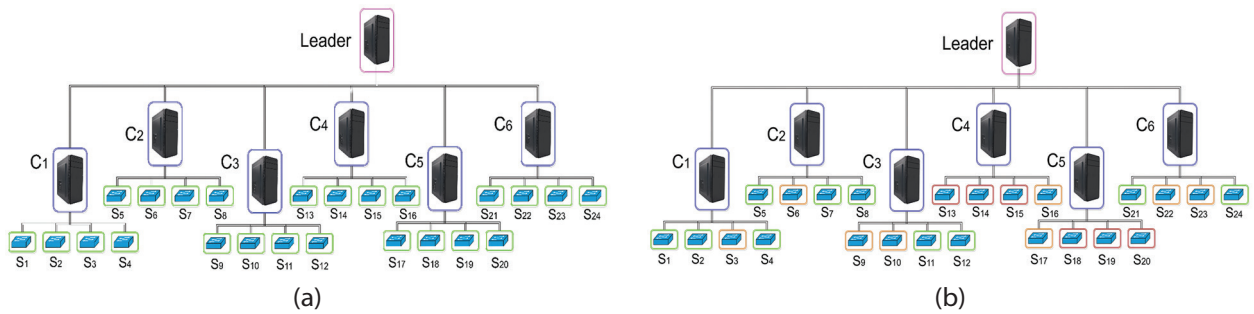 Leader
C1
C2
C3
C4
C5
C6
S5 S6 S7 S8
S13 S14 S15 S16
S21 S22 S23 S24
S1 S2 S3 S4
S9 S10 S11 S12
S17 S18 S19 S20
(a)
Leader
C1
C2
C3
C4
C5
C6
S5 S6 S7 S8
S13 S14 S15 S16
S21 S22 S23 S24
S1 S2 S3 S4
S9 S10 S11 S12
S17 S18 S19 S20
(b)